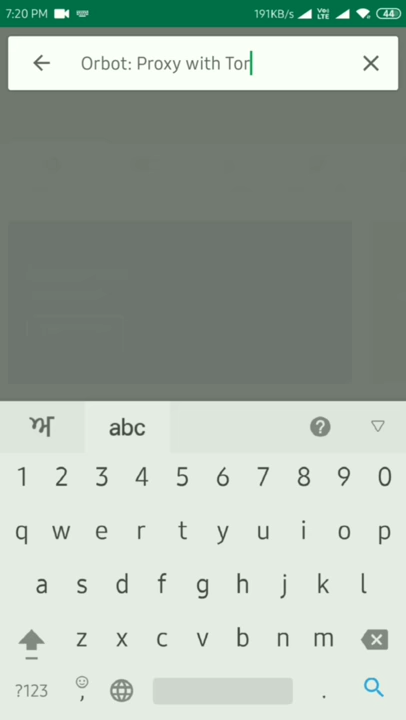 7:20 PM 191KB/s VoLTE 44
Orbot: Proxy with Tor
ਅ abc ?
1 2 3 4 5 6 7 8 9 0
q w e r t y u i o p
a s d f g h j k l
z x c v b n m
?123 , .